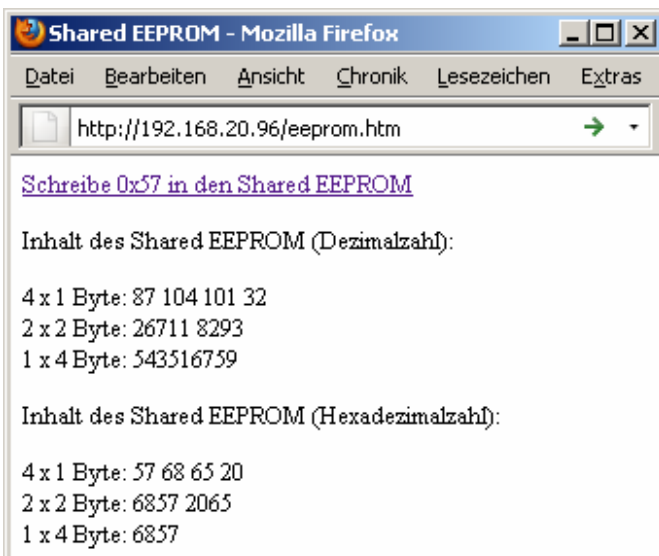 Shared EEPROM - Mozilla Firefox
Datei Bearbeiten Ansicht Chronik Lesezeichen Extras
http://192.168.20.96/eeprom.htm
Schreibe 0x57 in den Shared EEPROM
Inhalt des Shared EEPROM (Dezimalzahl):
4 x 1 Byte: 87 104 101 32
2 x 2 Byte: 26711 8293
1 x 4 Byte: 543516759
Inhalt des Shared EEPROM (Hexadezimalzahl):
4 x 1 Byte: 57 68 65 20
2 x 2 Byte: 6857 2065
1 x 4 Byte: 6857